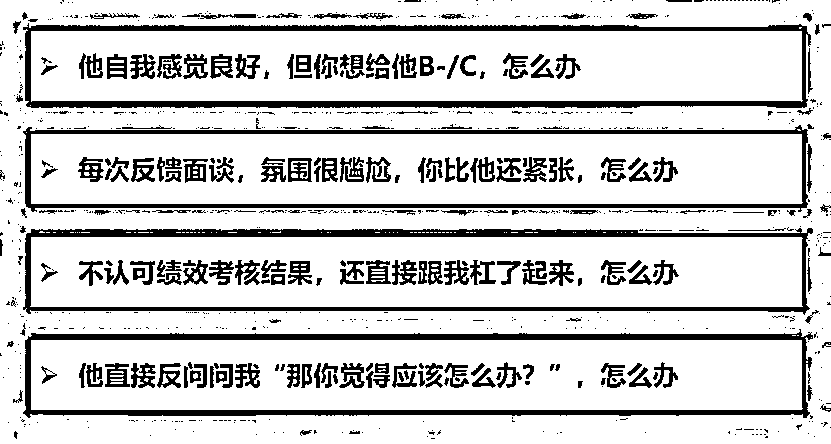 ➢ 他自我感觉良好，但你想给他B-/C，怎么办
➢ 每次反馈面谈，氛围很尴尬，你比他还紧张，怎么办
➢ 不认可绩效考核结果，还直接跟我杠了起来，怎么办
➢ 他直接反问问我“那你觉得应该怎么办？”，怎么办